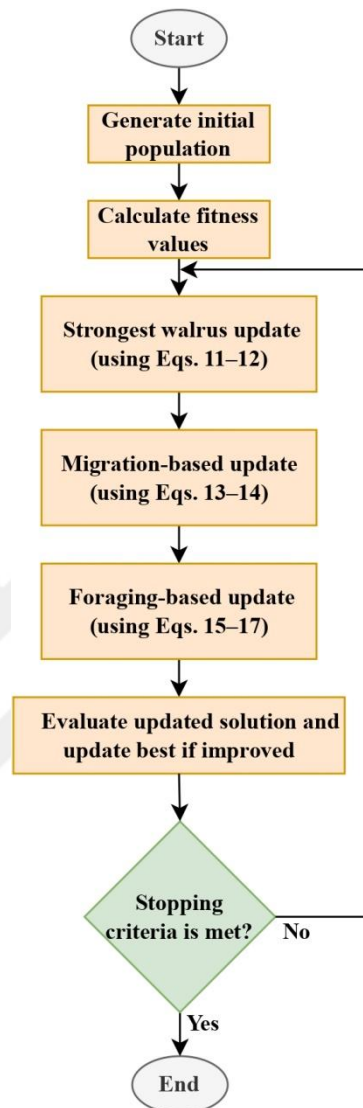 Start
Generate initial
population
Calculate fitness
values
Strongest walrus update
(using Eqs. 11–12)
Migration-based update
(using Eqs. 13–14)
Foraging-based update
(using Eqs. 15–17)
Evaluate updated solution and
update best if improved
Stopping
criteria is met?
No
Yes
End